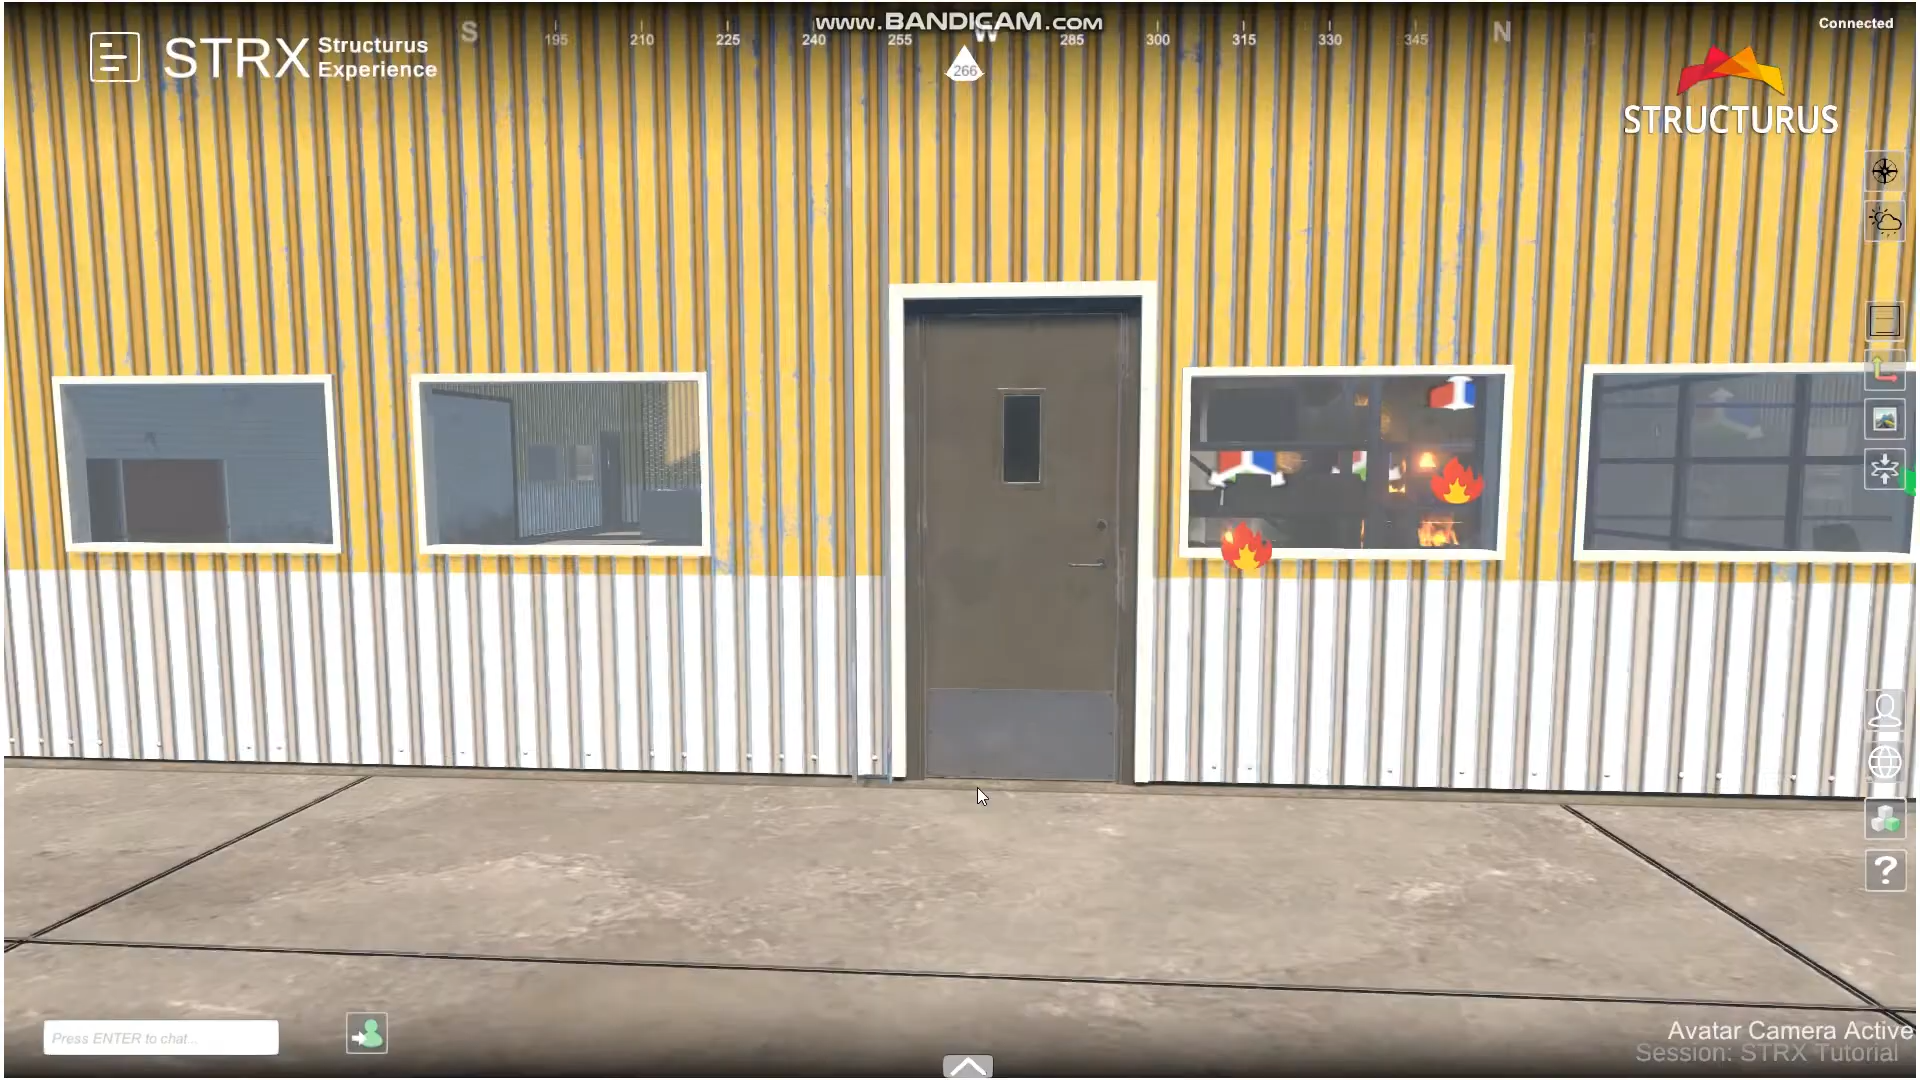 www.BANDICAM.com
Connected
S 195 210 225 240 255 W 285 300 315 330 345 N
266
STRX Structurus
Experience
STRUCTURUS
?
Press ENTER to chat...
Avatar Camera Active
Session: STRX Tutorial